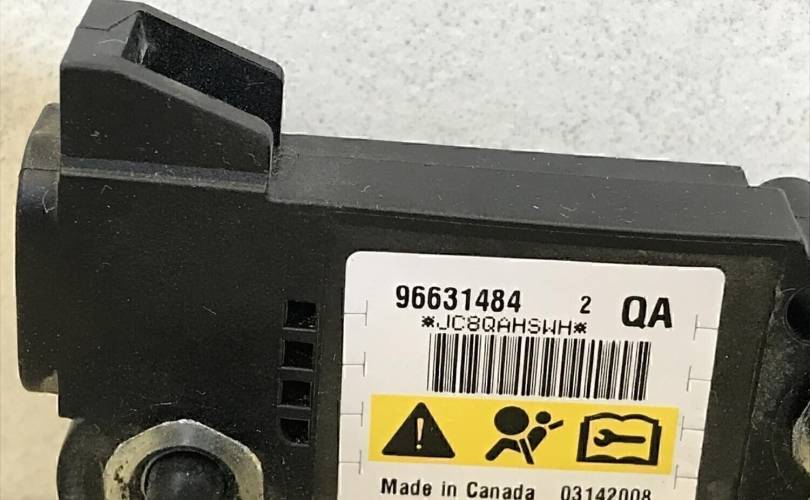 96631484 2 QA
*JC8QAHSWH*
Made in Canada 03142008